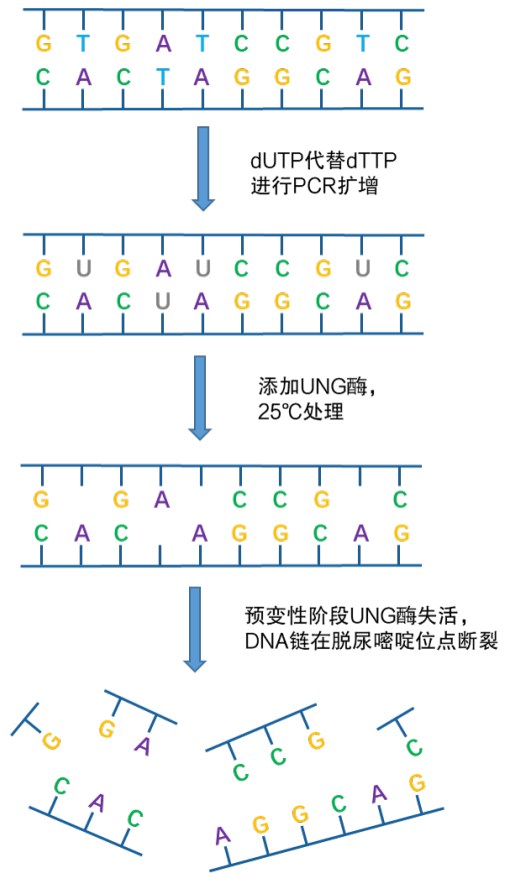 G T G A T C C G T C
C A C T A G G C A G
dUTP代替dTTP
进行PCR扩增
G U G A U C C G U C
C A C U A G G C A G
添加UNG酶，
25℃处理
G G A C C G C
C A C A G G C A G
预变性阶段UNG酶失活，
DNA链在脱尿嘧啶位点断裂
G G A C C G C
C A C A G G C A G